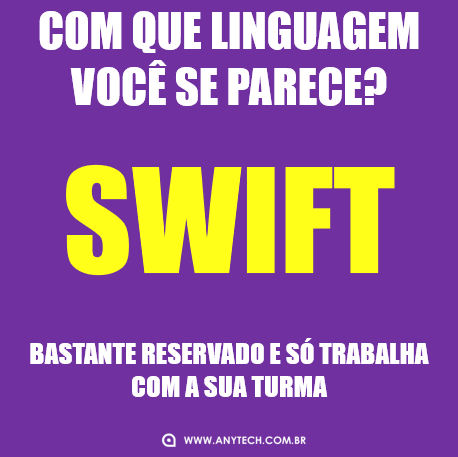 COM QUE LINGUAGEM
VOCÊ SE PARECE?
SWIFT
BASTANTE RESERVADO E SÓ TRABALHA
COM A SUA TURMA
WWW.ANYTECH.COM.BR